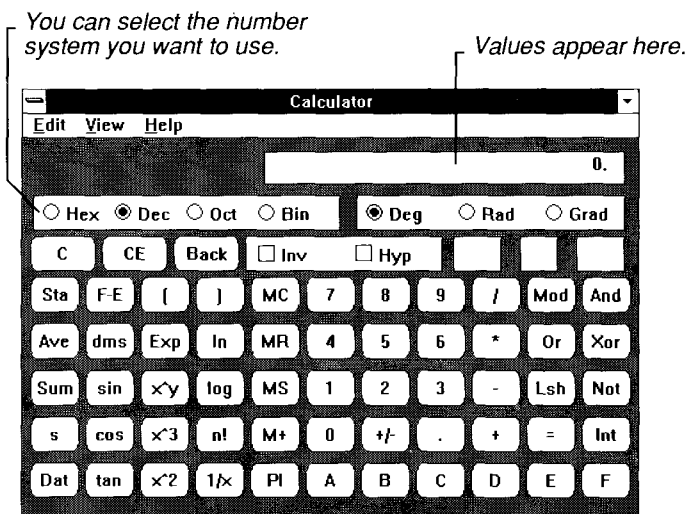 You can select the number
system you want to use.
Values appear here.
Calculator
Edit View Help
0.
Hex Dec Oct Bin Deg Rad Grad
C CE Back Inv Hyp
Sta F-E ( ) MC 7 8 9 / Mod And
Ave dms Exp ln MR 4 5 6 * Or Xor
Sum sin x^y log MS 1 2 3 - Lsh Not
s cos x^3 n! M+ 0 +/- . + = Int
Dat tan x^2 1/x PI A B C D E F